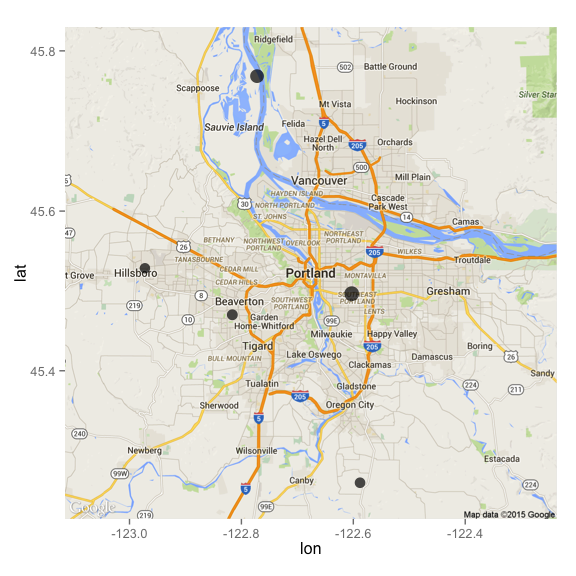 Ridgefield
45.8
502
Battle Ground
Scappoose
Silver Star
Mt Vista
Hockinson
5
Felida
Sauvie Island
Hazel Dell
North
205
Orchards
500
Mill Plain
Vancouver
HAYDEN ISLAND
Cascade
Park West
30
NORTH PORTLAND
45.6
ST. JOHNS
14
Camas
47
26
BETHANY
NORTHWEST
PORTLAND
OVERLOOK
NORTHEAST
PORTLAND
205
WILKES
TANASBOURNE
Troutdale
t Grove
Hillsboro
CEDAR MILL
Portland
MONTAVILLA
CEDAR HILLS
lat
219
8
Beaverton
SOUTHWEST
PORTLAND
SOUTHEAST
PORTLAND
Gresham
LENTS
10
Garden
Home-Whitford
99E
Milwaukie
Happy Valley
Tigard
205
Boring
BULL MOUNTAIN
Lake Oswego
Damascus
26
Clackamas
45.4
Sandy
Tualatin
Gladstone
224
211
205
Sherwood
Oregon City
5
240
Newberg
Wilsonville
Estacada
99W
Canby
224
5
99E
Google
219
Map data ©2015 Google
-123.0
-122.8
-122.6
-122.4
lon